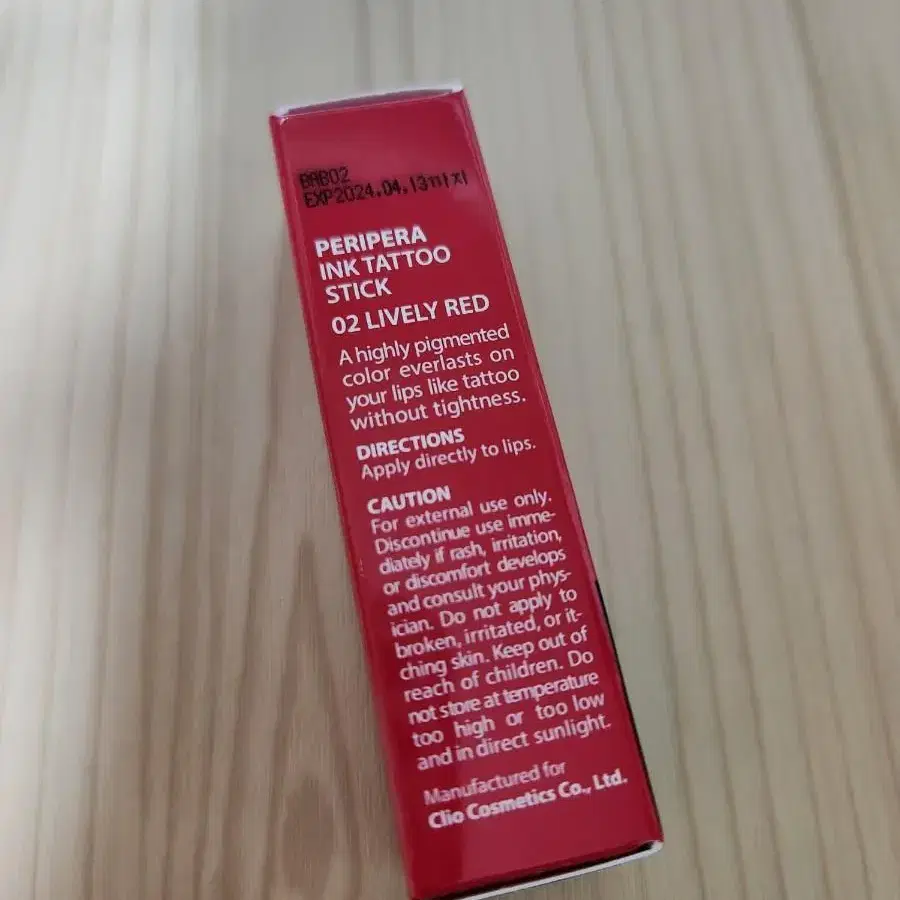 BAB02
EXP2024.04.13
PERIPERA
INK TATTOO
STICK
02 LIVELY RED
A highly pigmented
color everlasts on
your lips like tattoo
without tightness.
DIRECTIONS
Apply directly to lips.
CAUTION
For external use only.
Discontinue use imme-
diately if rash, irritation,
or discomfort develops
and consult your phys-
ician. Do not apply to
broken, irritated, or it-
ching skin. Keep out of
reach of children. Do
not store at temperature
too high or too low
and in direct sunlight.
Manufactured for
Clio Cosmetics Co., Ltd.